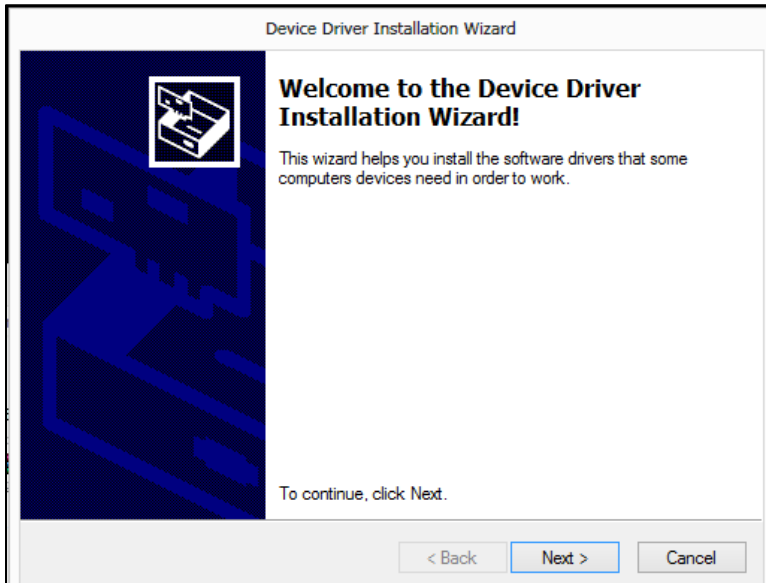 Device Driver Installation Wizard
Welcome to the Device Driver
Installation Wizard!
This wizard helps you install the software drivers that some
computers devices need in order to work.
To continue, click Next.
< Back
Next >
Cancel